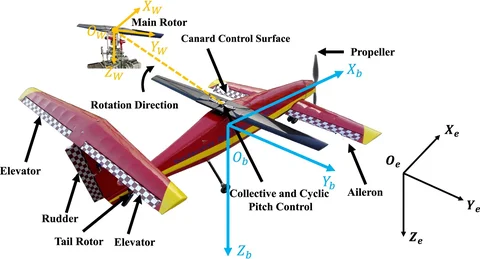 X_W
Main Rotor
O_W
Y_W
Z_W
Canard Control Surface
Propeller
X_b
Rotation Direction
Elevator
O_b
Y_b
Collective and Cyclic
Pitch Control
Aileron
Rudder
Tail Rotor
Elevator
Z_b
X_e
O_e
Y_e
Z_e